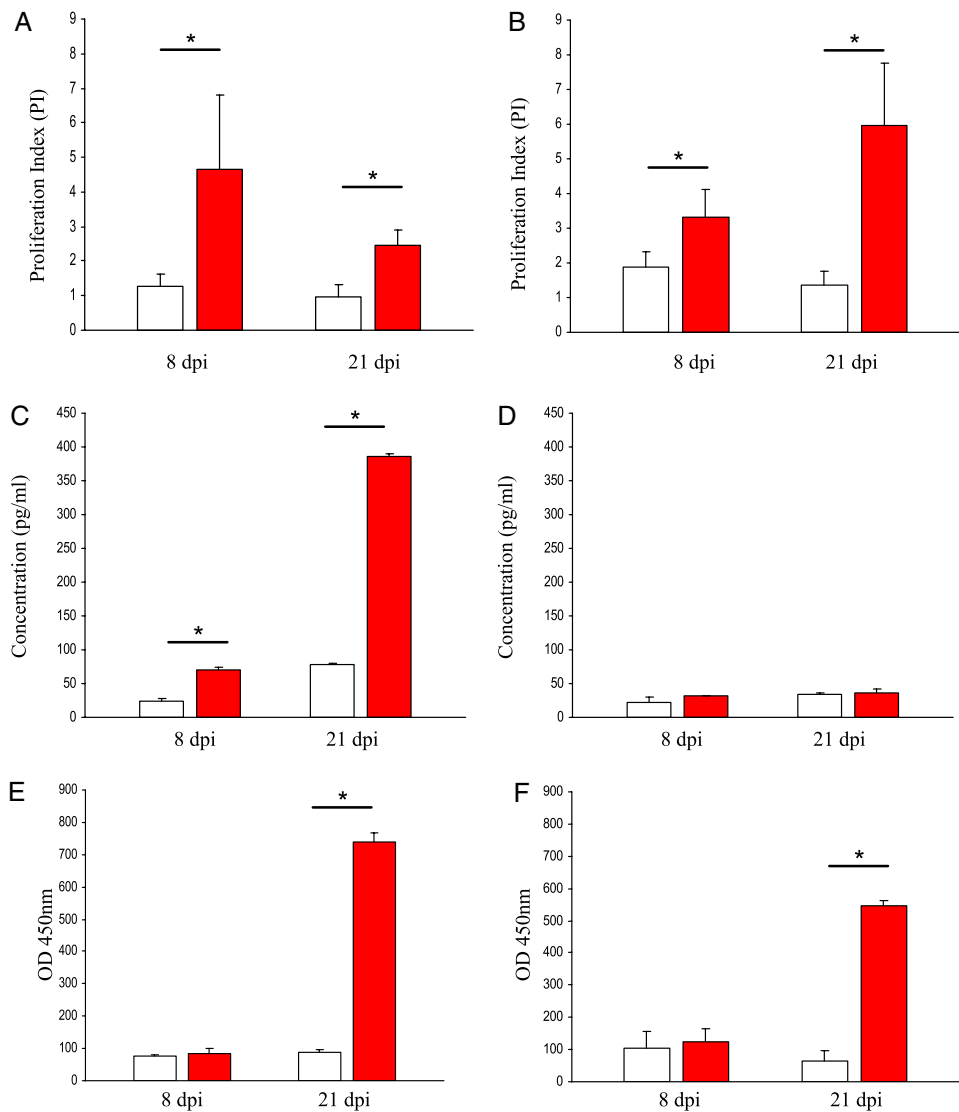 A
Proliferation Index (PI)
9
8
7
6
5
4
3
2
1
0
*
*
8 dpi
21 dpi
B
Proliferation Index (PI)
9
8
7
6
5
4
3
2
1
0
*
*
8 dpi
21 dpi
C
Concentration (pg/ml)
450
400
350
300
250
200
150
100
50
0
*
*
8 dpi
21 dpi
D
Concentration (pg/ml)
450
400
350
300
250
200
150
100
50
0
8 dpi
21 dpi
E
OD 450nm
900
800
700
600
500
400
300
200
100
0
*
8 dpi
21 dpi
F
OD 450nm
900
800
700
600
500
400
300
200
100
0
*
8 dpi
21 dpi